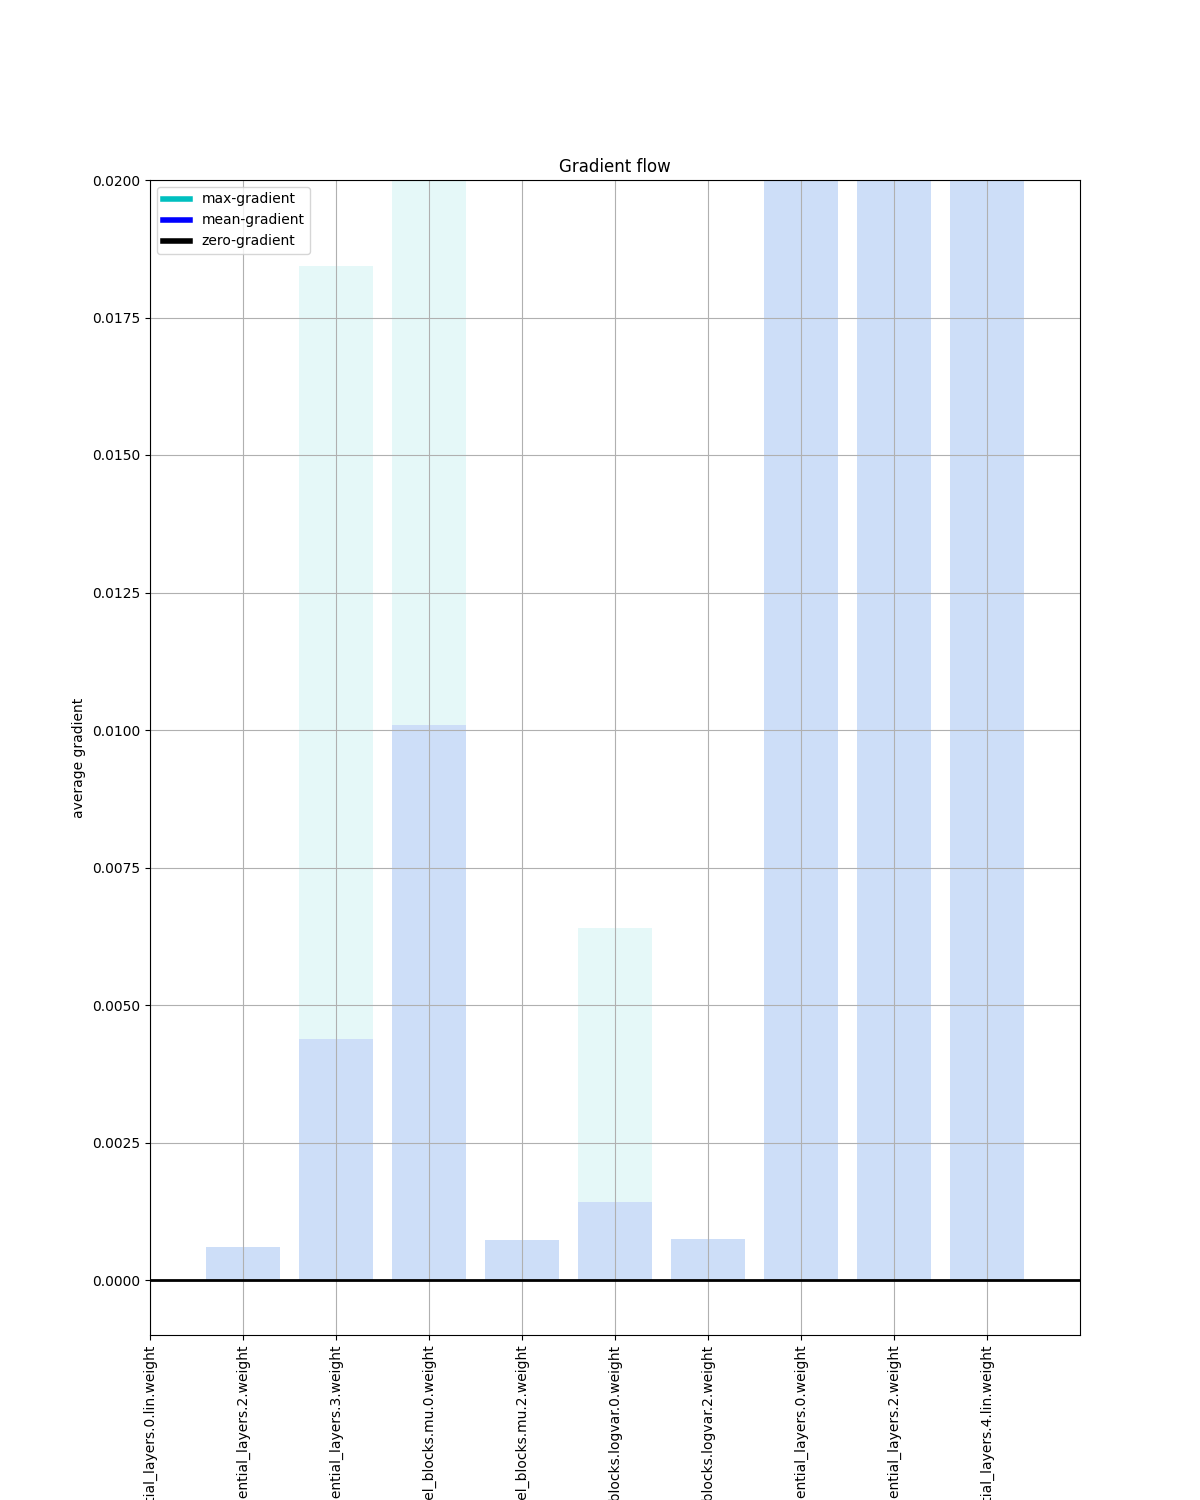 Gradient flow
max-gradient
mean-gradient
zero-gradient
0.0200
0.0175
0.0150
0.0125
0.0100
0.0075
0.0050
0.0025
0.0000
average gradient
tial_layers.0.lin.weight
ential_layers.2.weight
ential_layers.3.weight
el_blocks.mu.0.weight
el_blocks.mu.2.weight
blocks.logvar.0.weight
blocks.logvar.2.weight
ential_layers.0.weight
ential_layers.2.weight
tial_layers.4.lin.weight